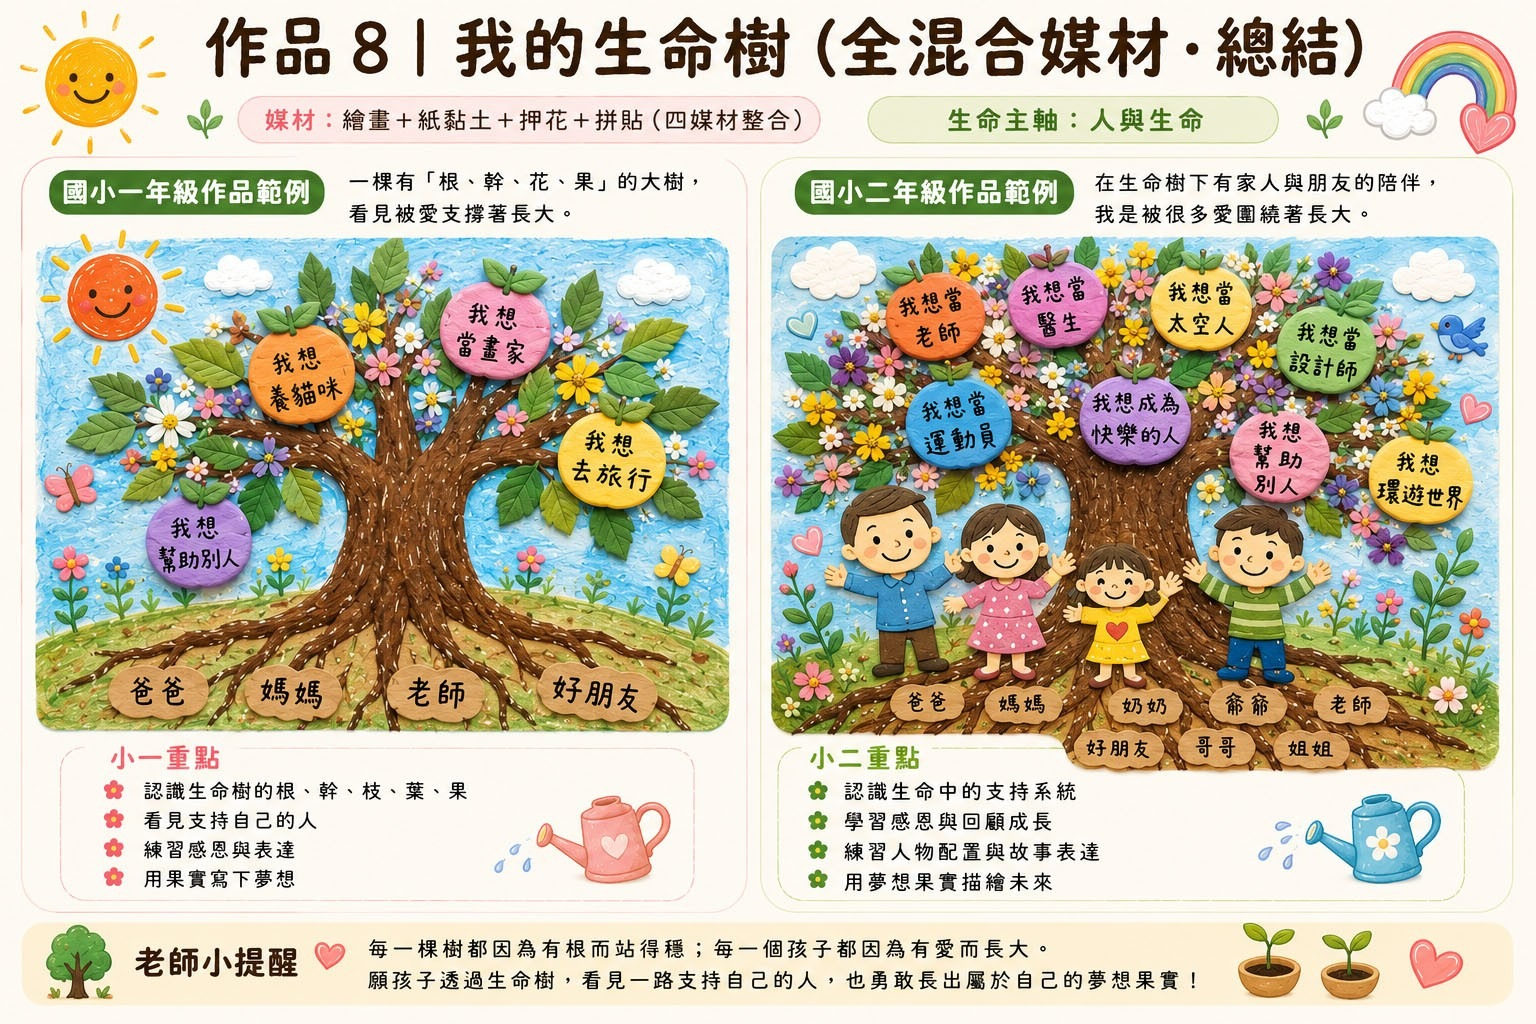 作品8｜我的生命樹（全混合媒材·總結）
媒材：繪畫＋紙黏土＋押花＋拼貼（四媒材整合）
生命主軸：人與生命
國小一年級作品範例
一棵有「根、幹、花、果」的大樹，
看見被愛支撐著長大。
我想
養貓咪
我想
當畫家
我想
去旅行
我想
幫助別人
爸爸
媽媽
老師
好朋友
小一重點
認識生命樹的根、幹、枝、葉、果
看見支持自己的人
練習感恩與表達
用果實寫下夢想
國小二年級作品範例
在生命樹下有家人與朋友的陪伴，
我是被很多愛圍繞著長大。
我想當
老師
我想當
醫生
我想當
太空人
我想當
設計師
我想當
運動員
我想成為
快樂的人
我想
幫助
別人
我想
環遊世界
爸爸
媽媽
奶奶
爺爺
老師
好朋友
哥哥
姐姐
小二重點
認識生命中的支持系統
學習感恩與回顧成長
練習人物配置與故事表達
用夢想果實描繪未來
老師小提醒
每一棵樹都因為有根而站得穩；每一個孩子都因為有愛而長大。
願孩子透過生命樹，看見一路支持自己的人，也勇敢長出屬於自己的夢想果實！